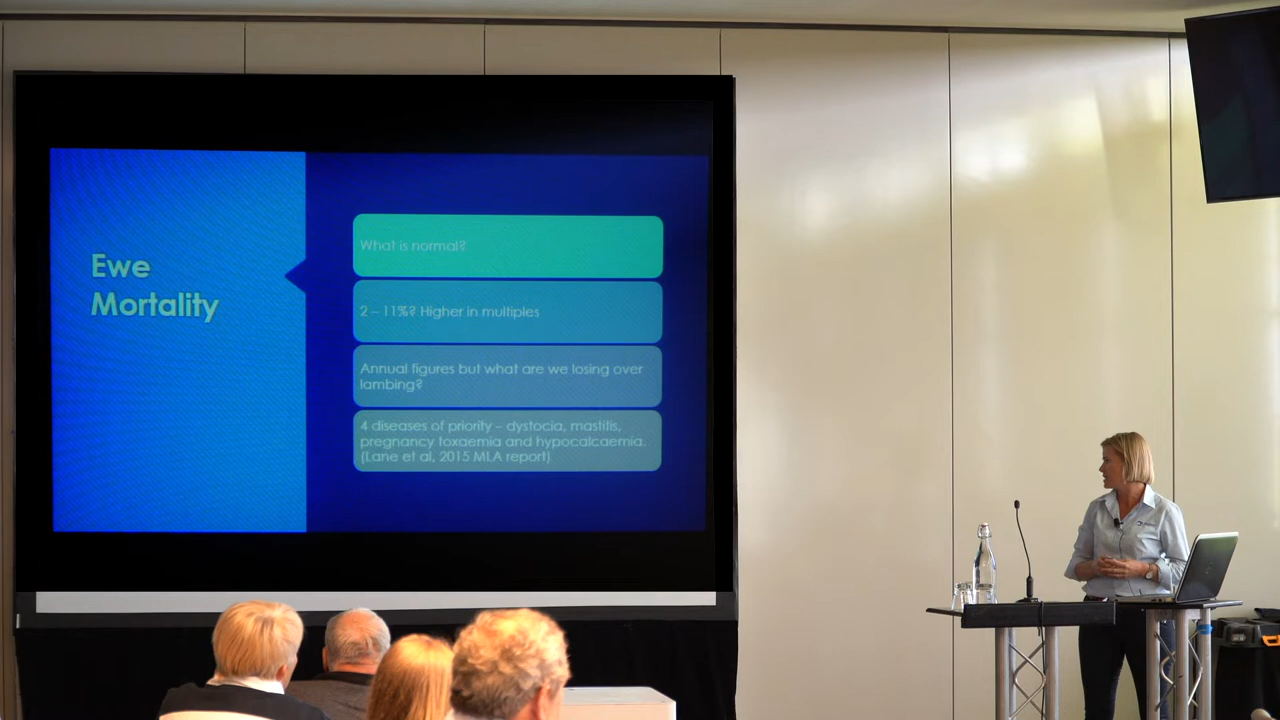 Ewe
Mortality
What is normal?
2 – 11%? Higher in multiples
Annual figures but what are we losing over
lambing?
4 diseases of priority – dystocia, mastitis,
pregnancy toxaemia and hypocalcaemia.
(Lane et al, 2015 MLA report)